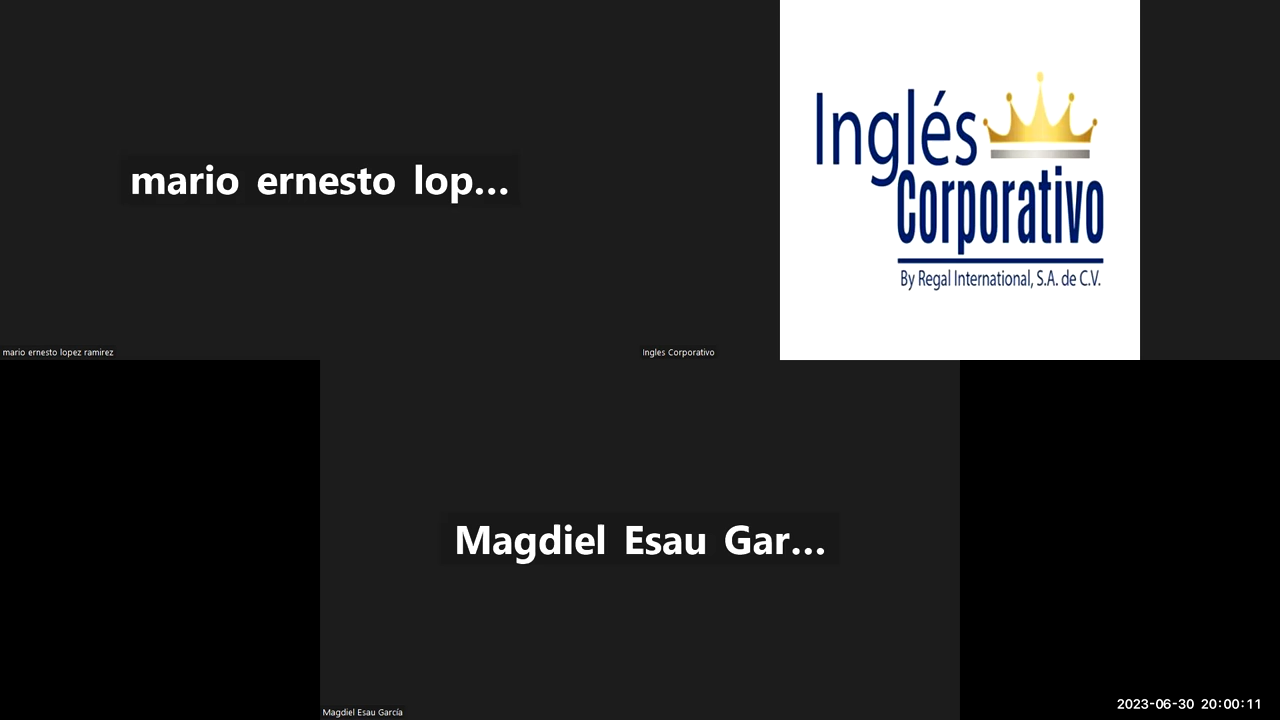 mario ernesto lop...
Inglés
Corporativo
By Regal International, S.A. de C.V.
mario ernesto lopez ramirez
Ingles Corporativo
Magdiel Esau Gar...
Magdiel Esau García
2023-06-30 20:00:11